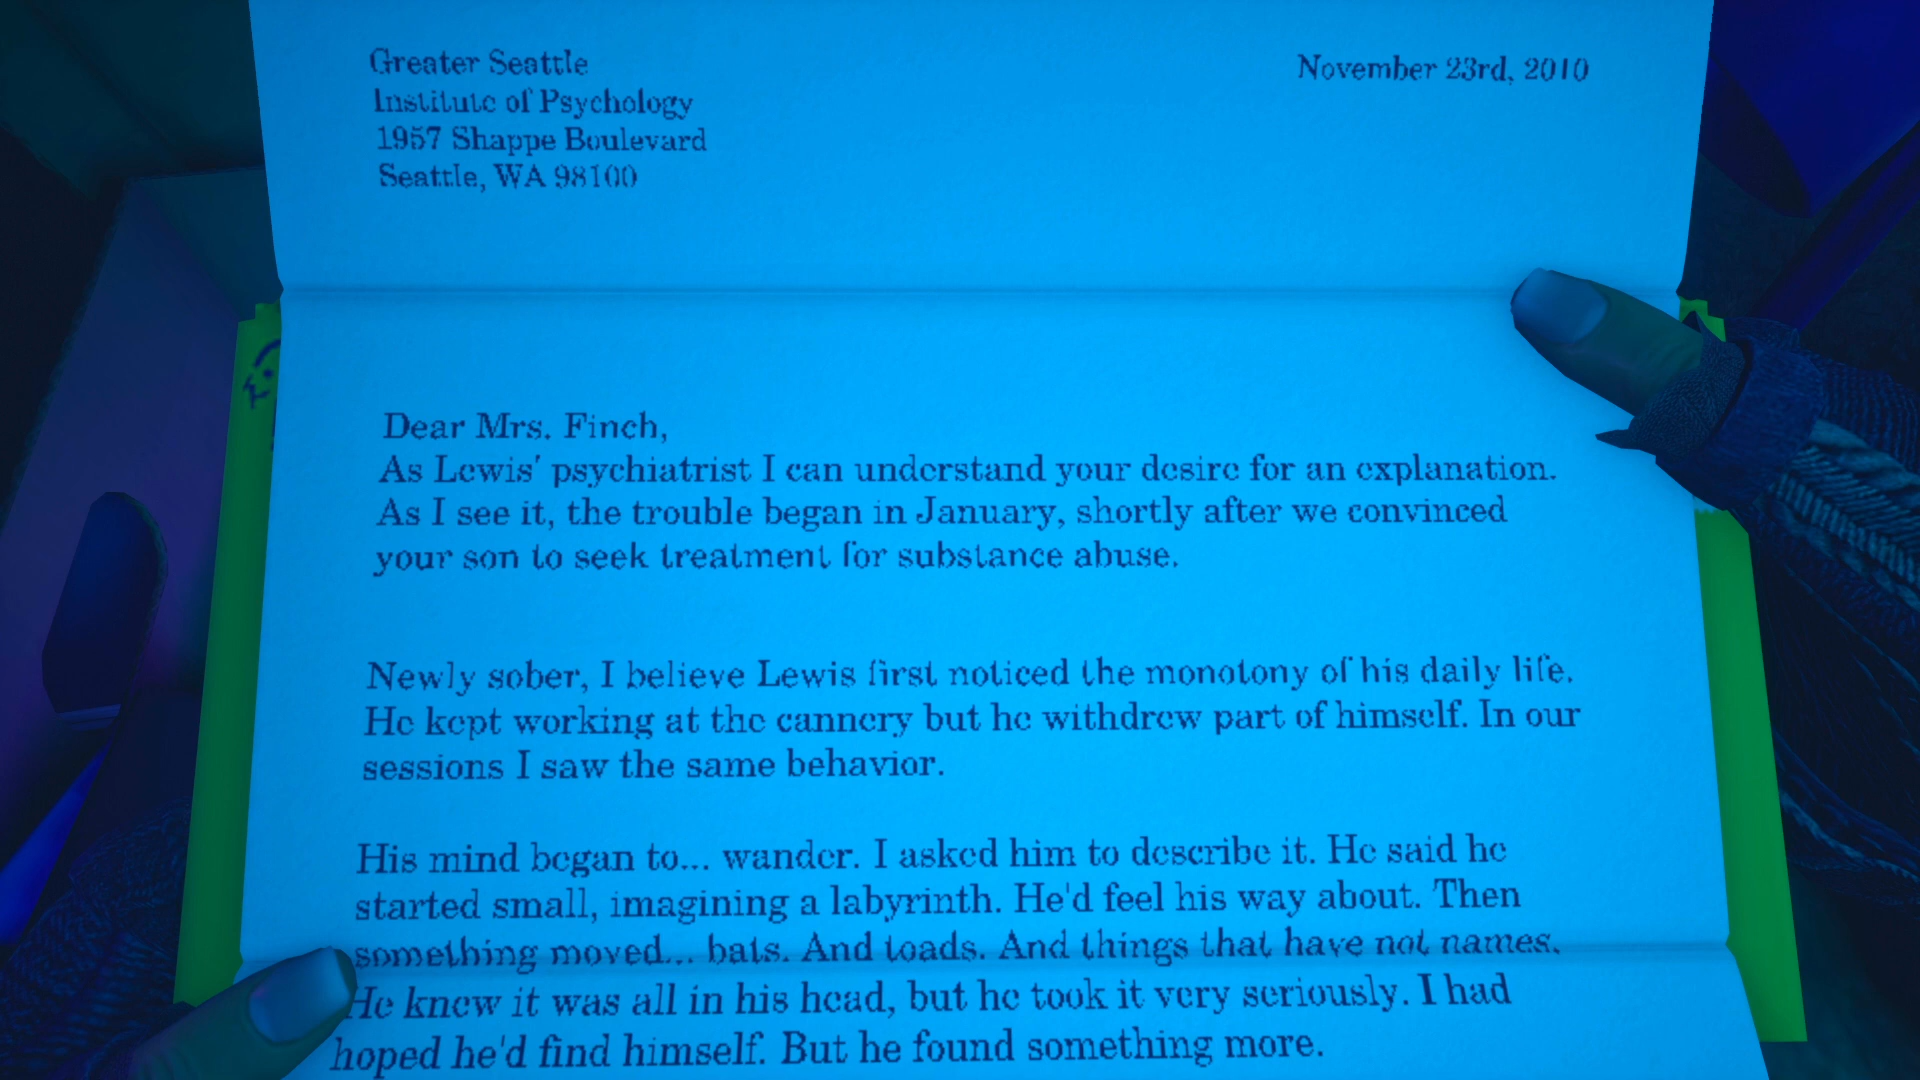 Greater Seattle
Institute of Psychology
1957 Shappe Boulevard
Seattle, WA 98100
November 23rd, 2010
Dear Mrs. Finch,
As Lewis' psychiatrist I can understand your desire for an explanation.
As I see it, the trouble began in January, shortly after we convinced
your son to seek treatment for substance abuse.
Newly sober, I believe Lewis first noticed the monotony of his daily life.
He kept working at the cannery but he withdrew part of himself. In our
sessions I saw the same behavior.
His mind began to... wander. I asked him to describe it. He said he
started small, imagining a labyrinth. He'd feel his way about. Then
something moved... bats. And toads. And things that have not names.
He knew it was all in his head, but he took it very seriously. I had
hoped he'd find himself. But he found something more.